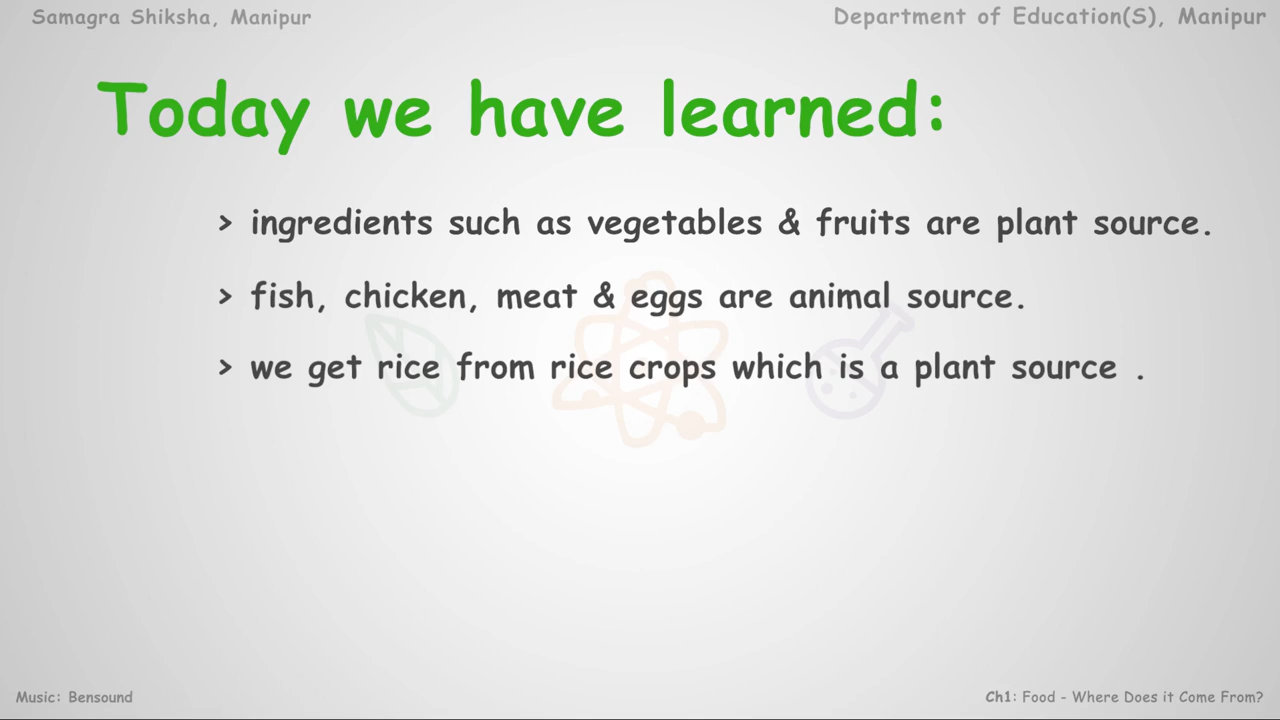 Samagra Shiksha, Manipur
Department of Education(S), Manipur
Today we have learned:
> ingredients such as vegetables & fruits are plant source.
> fish, chicken, meat & eggs are animal source.
> we get rice from rice crops which is a plant source .
Music: Bensound
Ch1: Food - Where Does it Come From?